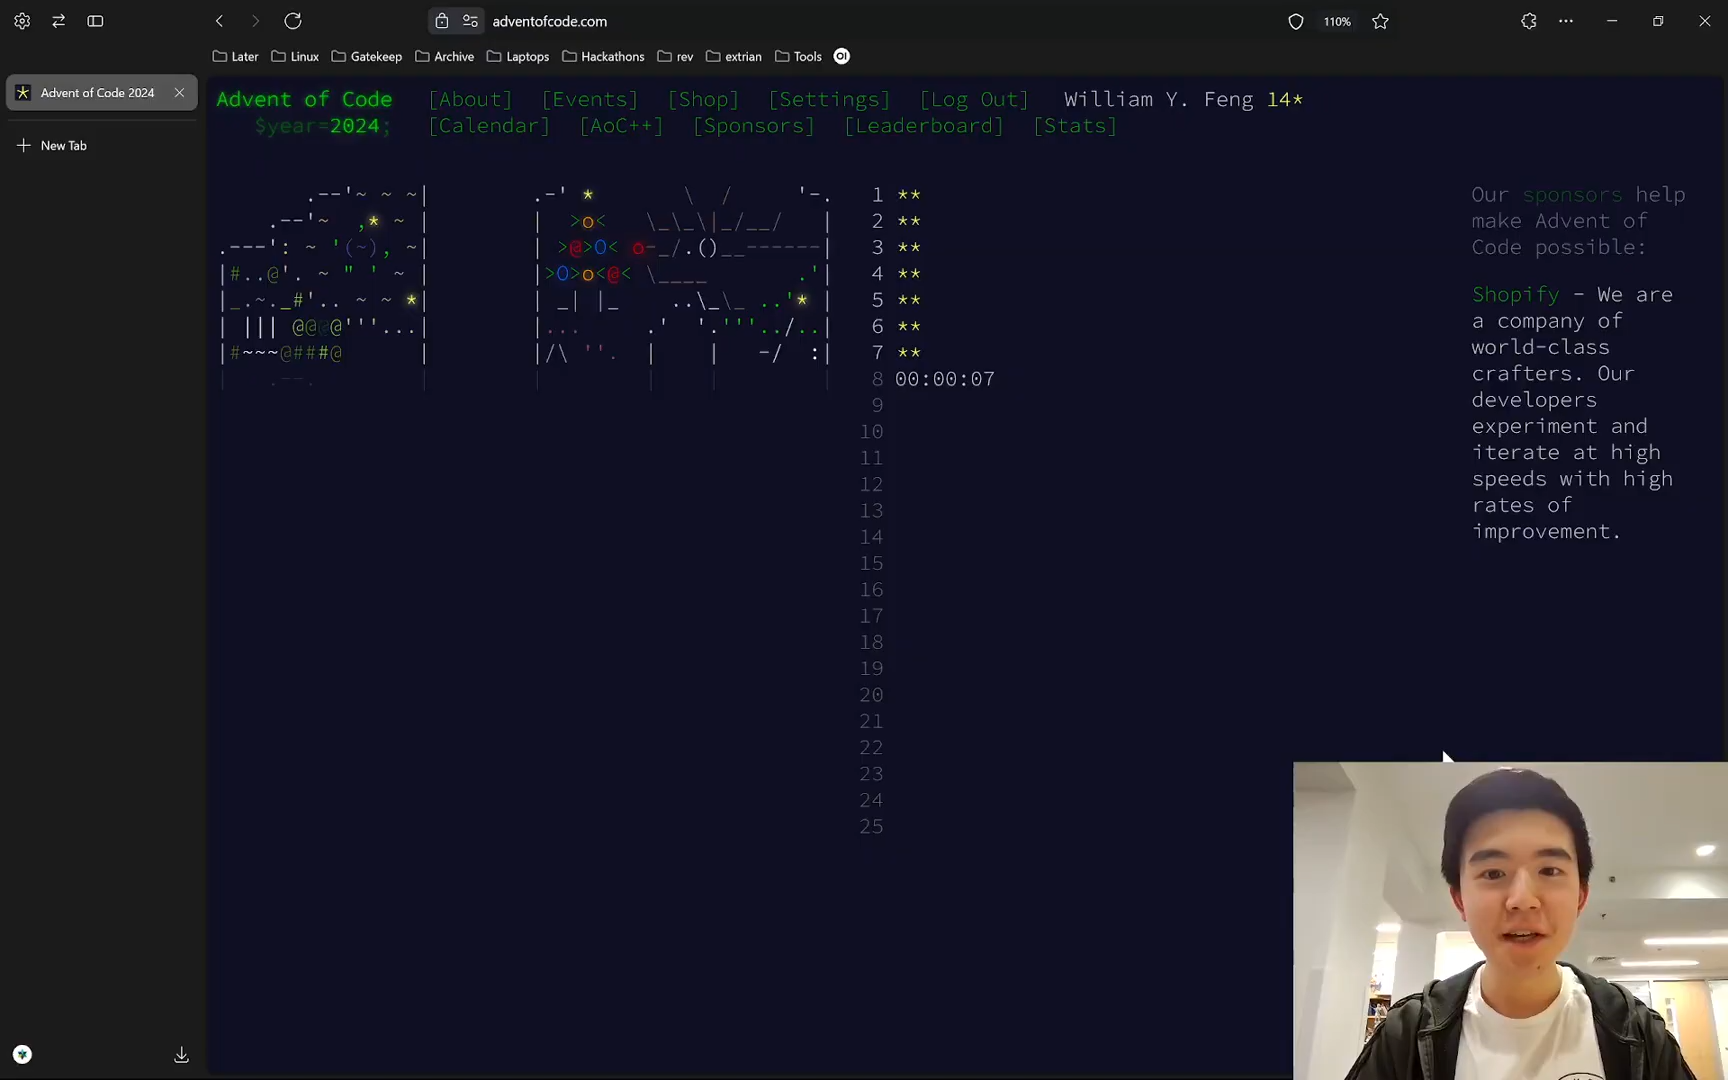 adventofcode.com
110%
Later Linux Gatekeep Archive Laptops Hackathons rev extrian Tools
Advent of Code 2024
New Tab
Advent of Code [About] [Events] [Shop] [Settings] [Log Out] William Y. Feng 14*
$year=2024; [Calendar] [AoC++] [Sponsors] [Leaderboard] [Stats]
1 **
2 **
3 **
4 **
5 **
6 **
7 **
8 00:00:07
9
10
11
12
13
14
15
16
17
18
19
20
21
22
23
24
25
Our sponsors help
make Advent of
Code possible:
Shopify - We are
a company of
world-class
crafters. Our
developers
experiment and
iterate at high
speeds with high
rates of
improvement.